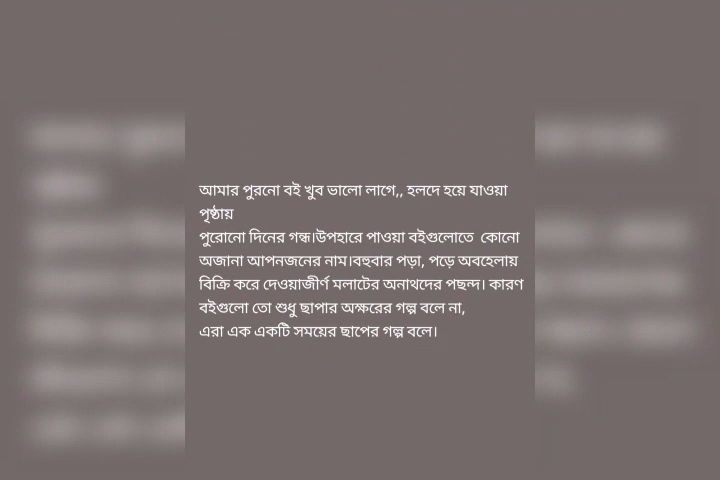 আমার পুরনো বই খুব ভালো লাগে,, হলদে হয়ে যাওয়া
পৃষ্ঠায়
পুরোনো দিনের গন্ধ।উপহারে পাওয়া বইগুলোতে  কোনো
অজানা আপনজনের নাম।বহুবার পড়া, পড়ে অবহেলায়
বিক্রি করে দেওয়াজীর্ণ মলাটের অনাথদের পছন্দ। কারণ
বইগুলো তো শুধু ছাপার অক্ষরের গল্প বলে না,
এরা এক একটি সময়ের ছাপের গল্প বলে।